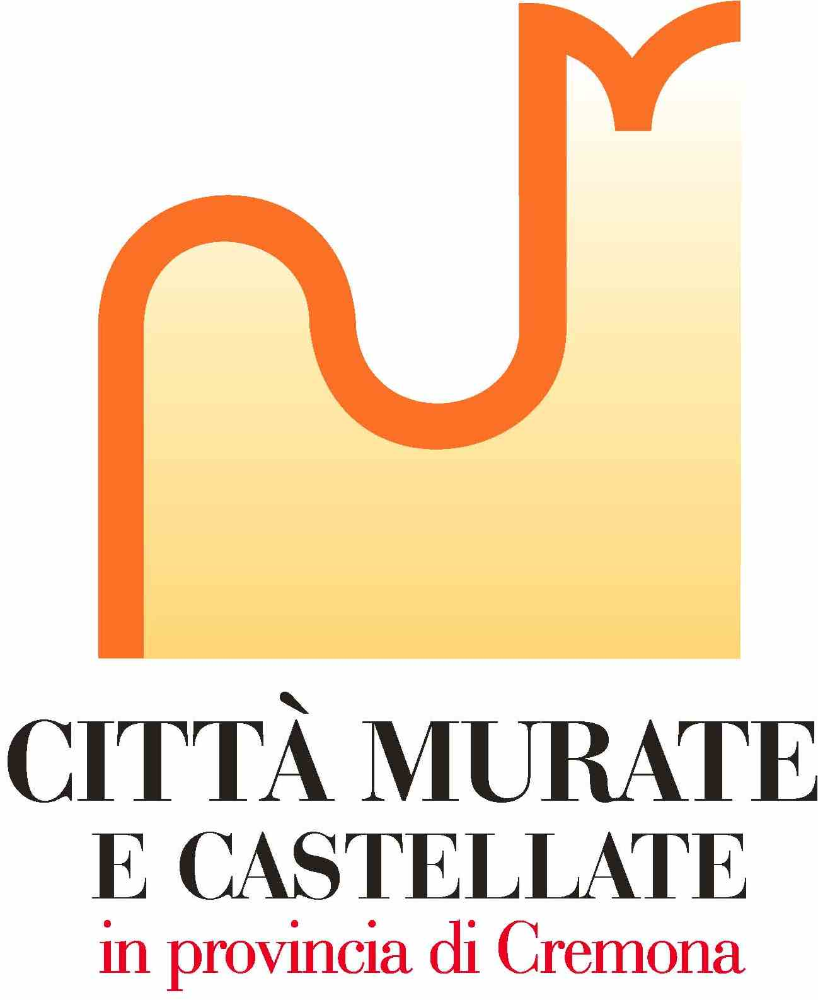 CITTÀ MURATE
E CASTELLATE
in provincia di Cremona